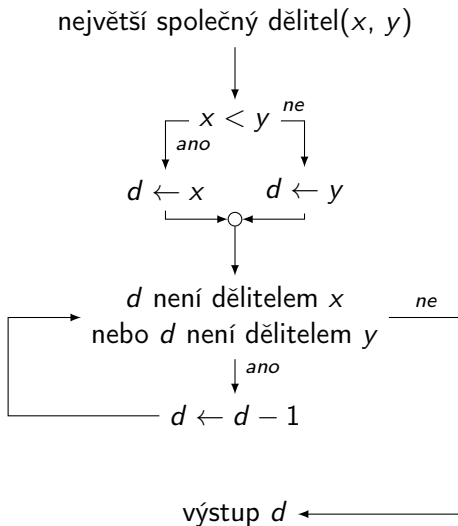 největší společný dělitel(x, y)
x < y
ano
ne
d ← x
d ← y
d není dělitelem x
nebo d není dělitelem y
ne
ano
d ← d − 1
výstup d